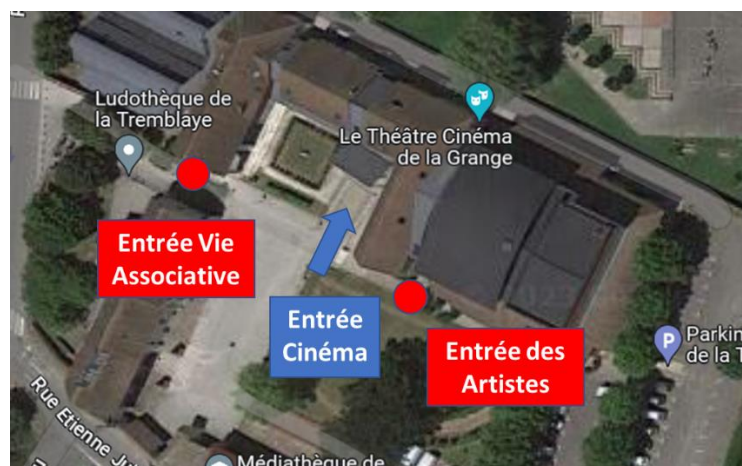 Ludothèque de
la Tremblaye
Le Théâtre Cinéma
de la Grange
Entrée Vie
Associative
Entrée
Cinéma
Entrée des
Artistes
P
de la T
Rue Etienne
Médiathèque de